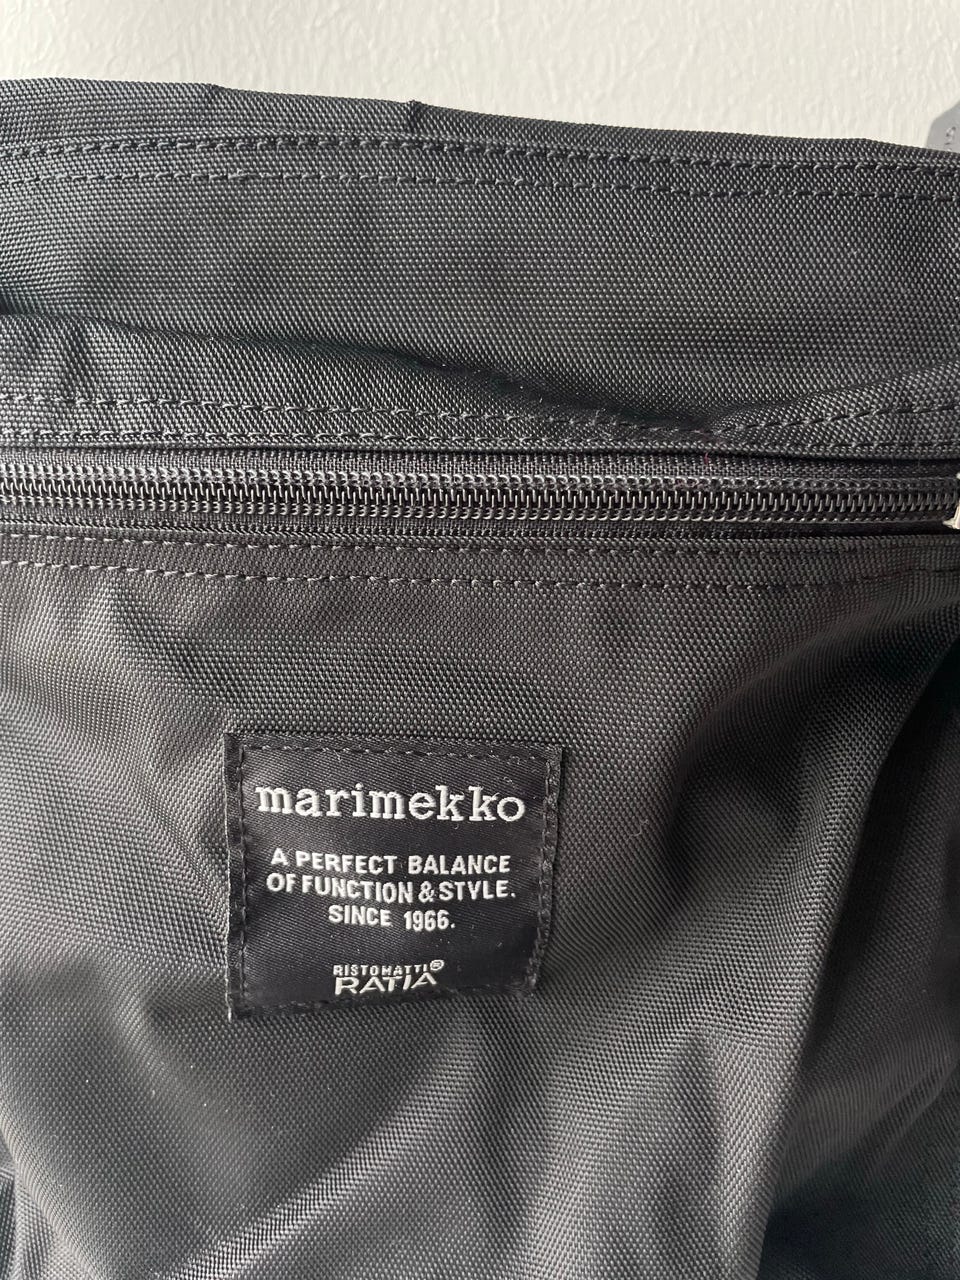 marimekko
A PERFECT BALANCE
OF FUNCTION & STYLE.
SINCE 1966.
RISTOMATTI®
RATIA